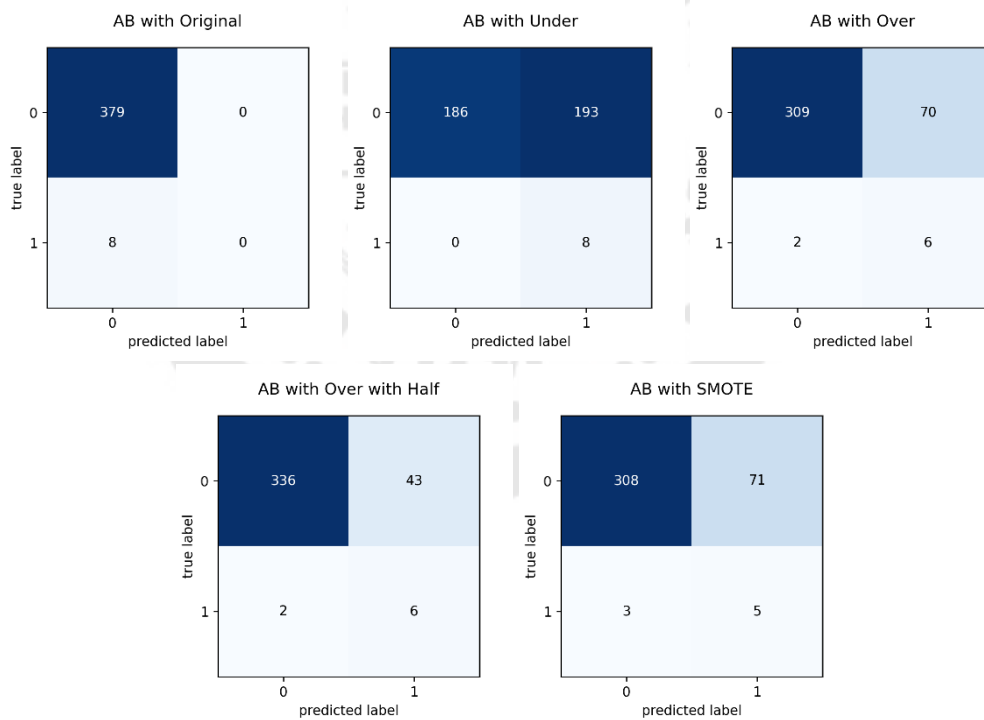 AB with Original
0
379
0
true label
1
8
0
0
1
predicted label
AB with Under
0
186
193
true label
1
0
8
0
1
predicted label
AB with Over
0
309
70
true label
1
2
6
0
1
predicted label
AB with Over with Half
0
336
43
true label
1
2
6
0
1
predicted label
AB with SMOTE
0
308
71
true label
1
3
5
0
1
predicted label